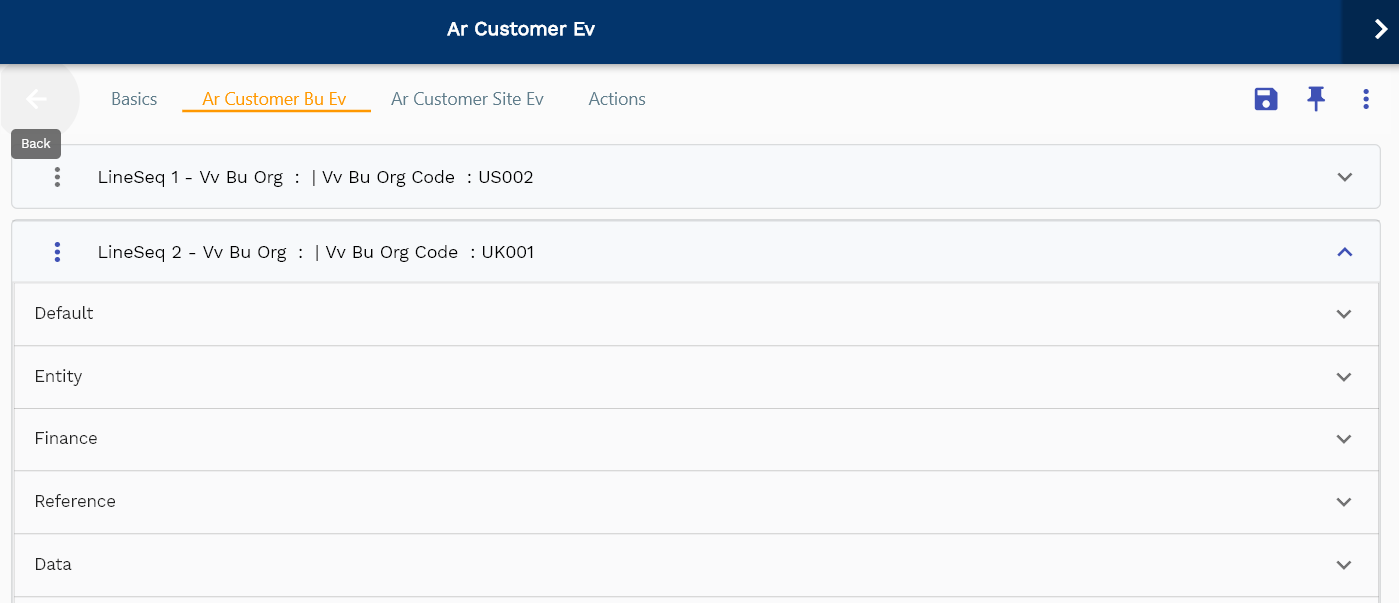 Ar Customer Ev
Basics Ar Customer Bu Ev Ar Customer Site Ev Actions
Back
LineSeq 1 - Vv Bu Org : | Vv Bu Org Code : US002
LineSeq 2 - Vv Bu Org : | Vv Bu Org Code : UK001
Default
Entity
Finance
Reference
Data